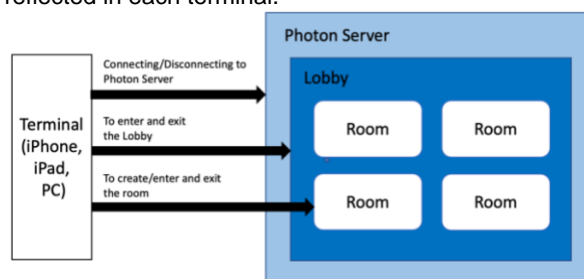 reflected in each terminal.
Photon Server
Connecting/Disconnecting to
Photon Server
Lobby
Terminal
(iPhone,
iPad,
PC)
To enter and exit
the Lobby
Room
Room
To create/enter and exit
the room
Room
Room